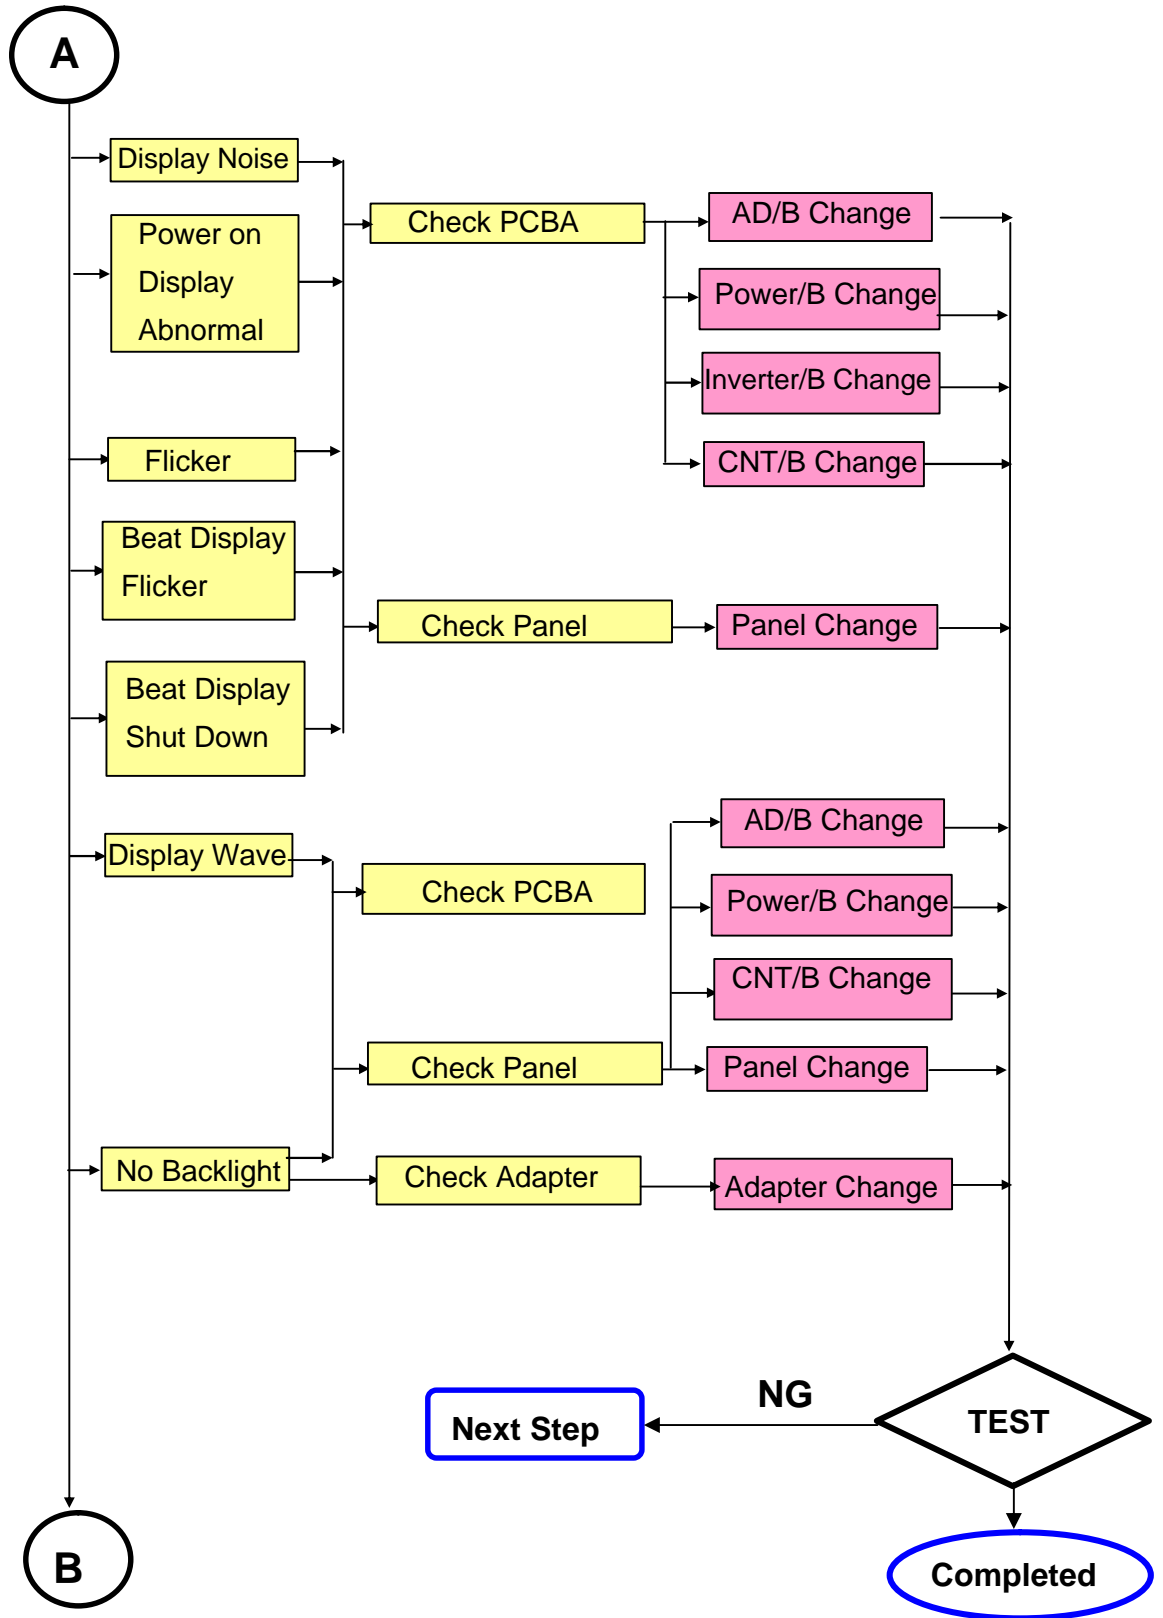 A
Display Noise
Power on
Display
Abnormal
Flicker
Beat Display
Flicker
Beat Display
Shut Down
Display Wave
No Backlight
Check PCBA
Check Panel
Check PCBA
Check Panel
Check Adapter
AD/B Change
Power/B Change
Inverter/B Change
CNT/B Change
Panel Change
AD/B Change
Power/B Change
CNT/B Change
Panel Change
Adapter Change
TEST
NG
Next Step
Completed
B